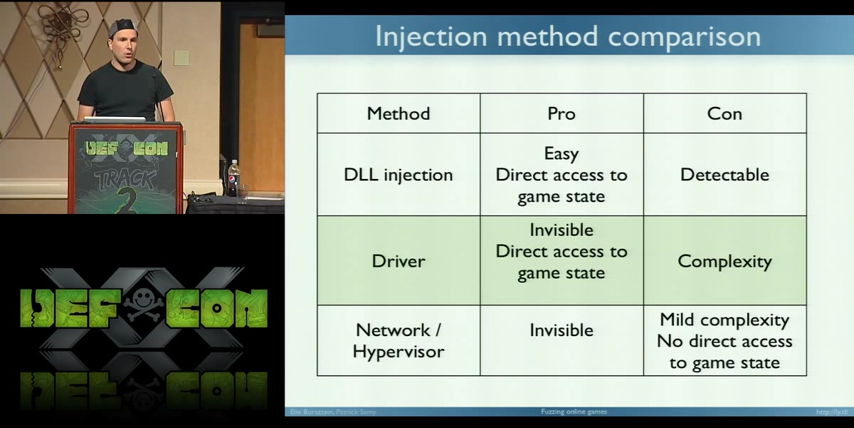 Injection method comparison
Method Pro Con
DLL injection
Easy
Direct access to
game state
Detectable
Driver
Invisible
Direct access to
game state
Complexity
Network /
Hypervisor
Invisible
Mild complexity
No direct access
to game state
DEF CON
TRACK
2
XX
DEF CON
Fuzzing online games